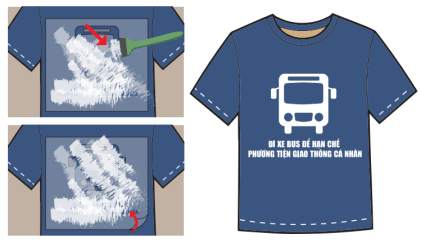 ĐI XE BUS ĐỂ HẠN CHẾ
PHƯƠNG TIỆN GIAO THÔNG CÁ NHÂN